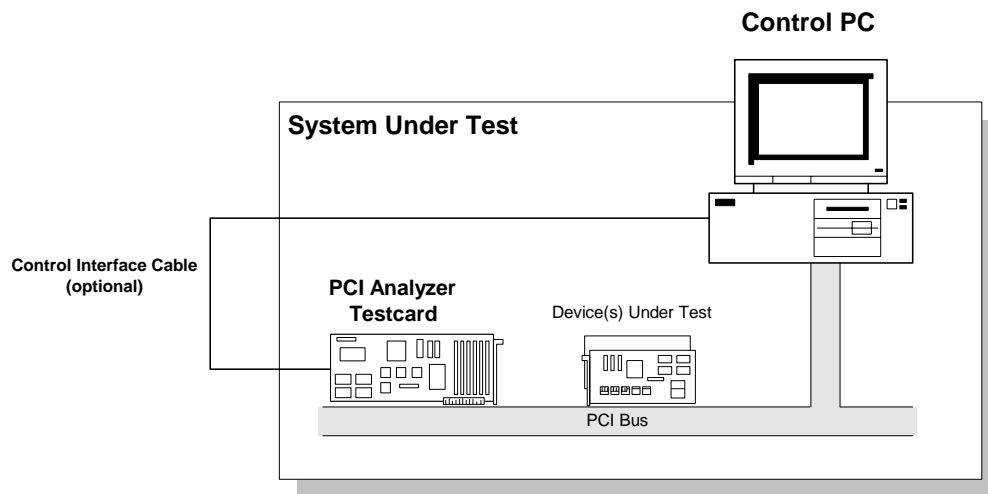 Control PC
System Under Test
Control Interface Cable
(optional)
PCI Analyzer
Testcard
Device(s) Under Test
PCI Bus